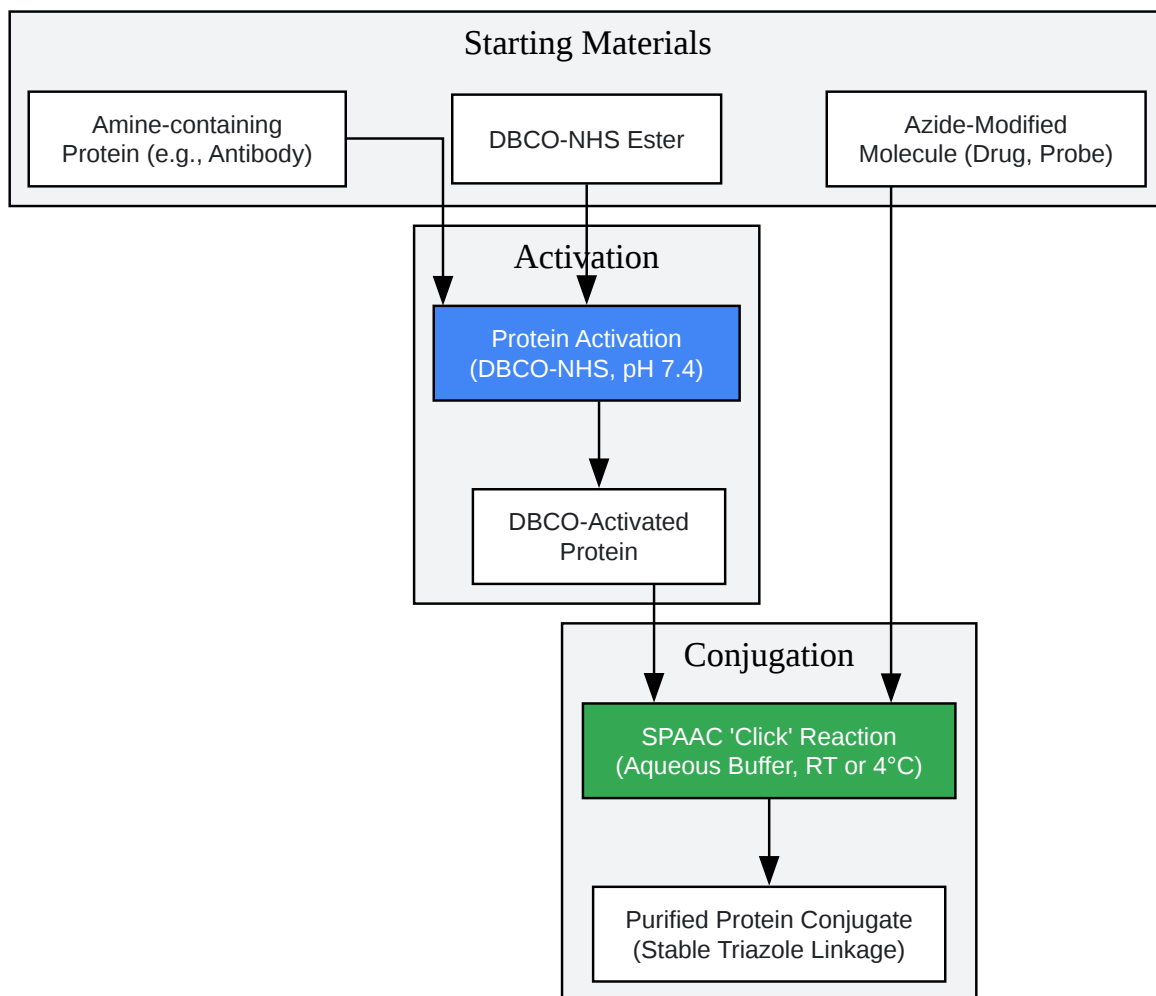 Starting Materials
Amine-containing
Protein (e.g., Antibody)
DBCO-NHS Ester
Azide-Modified
Molecule (Drug, Probe)
Activation
Protein Activation
(DBCO-NHS, pH 7.4)
DBCO-Activated
Protein
Conjugation
SPAAC 'Click' Reaction
(Aqueous Buffer, RT or 4°C)
Purified Protein Conjugate
(Stable Triazole Linkage)